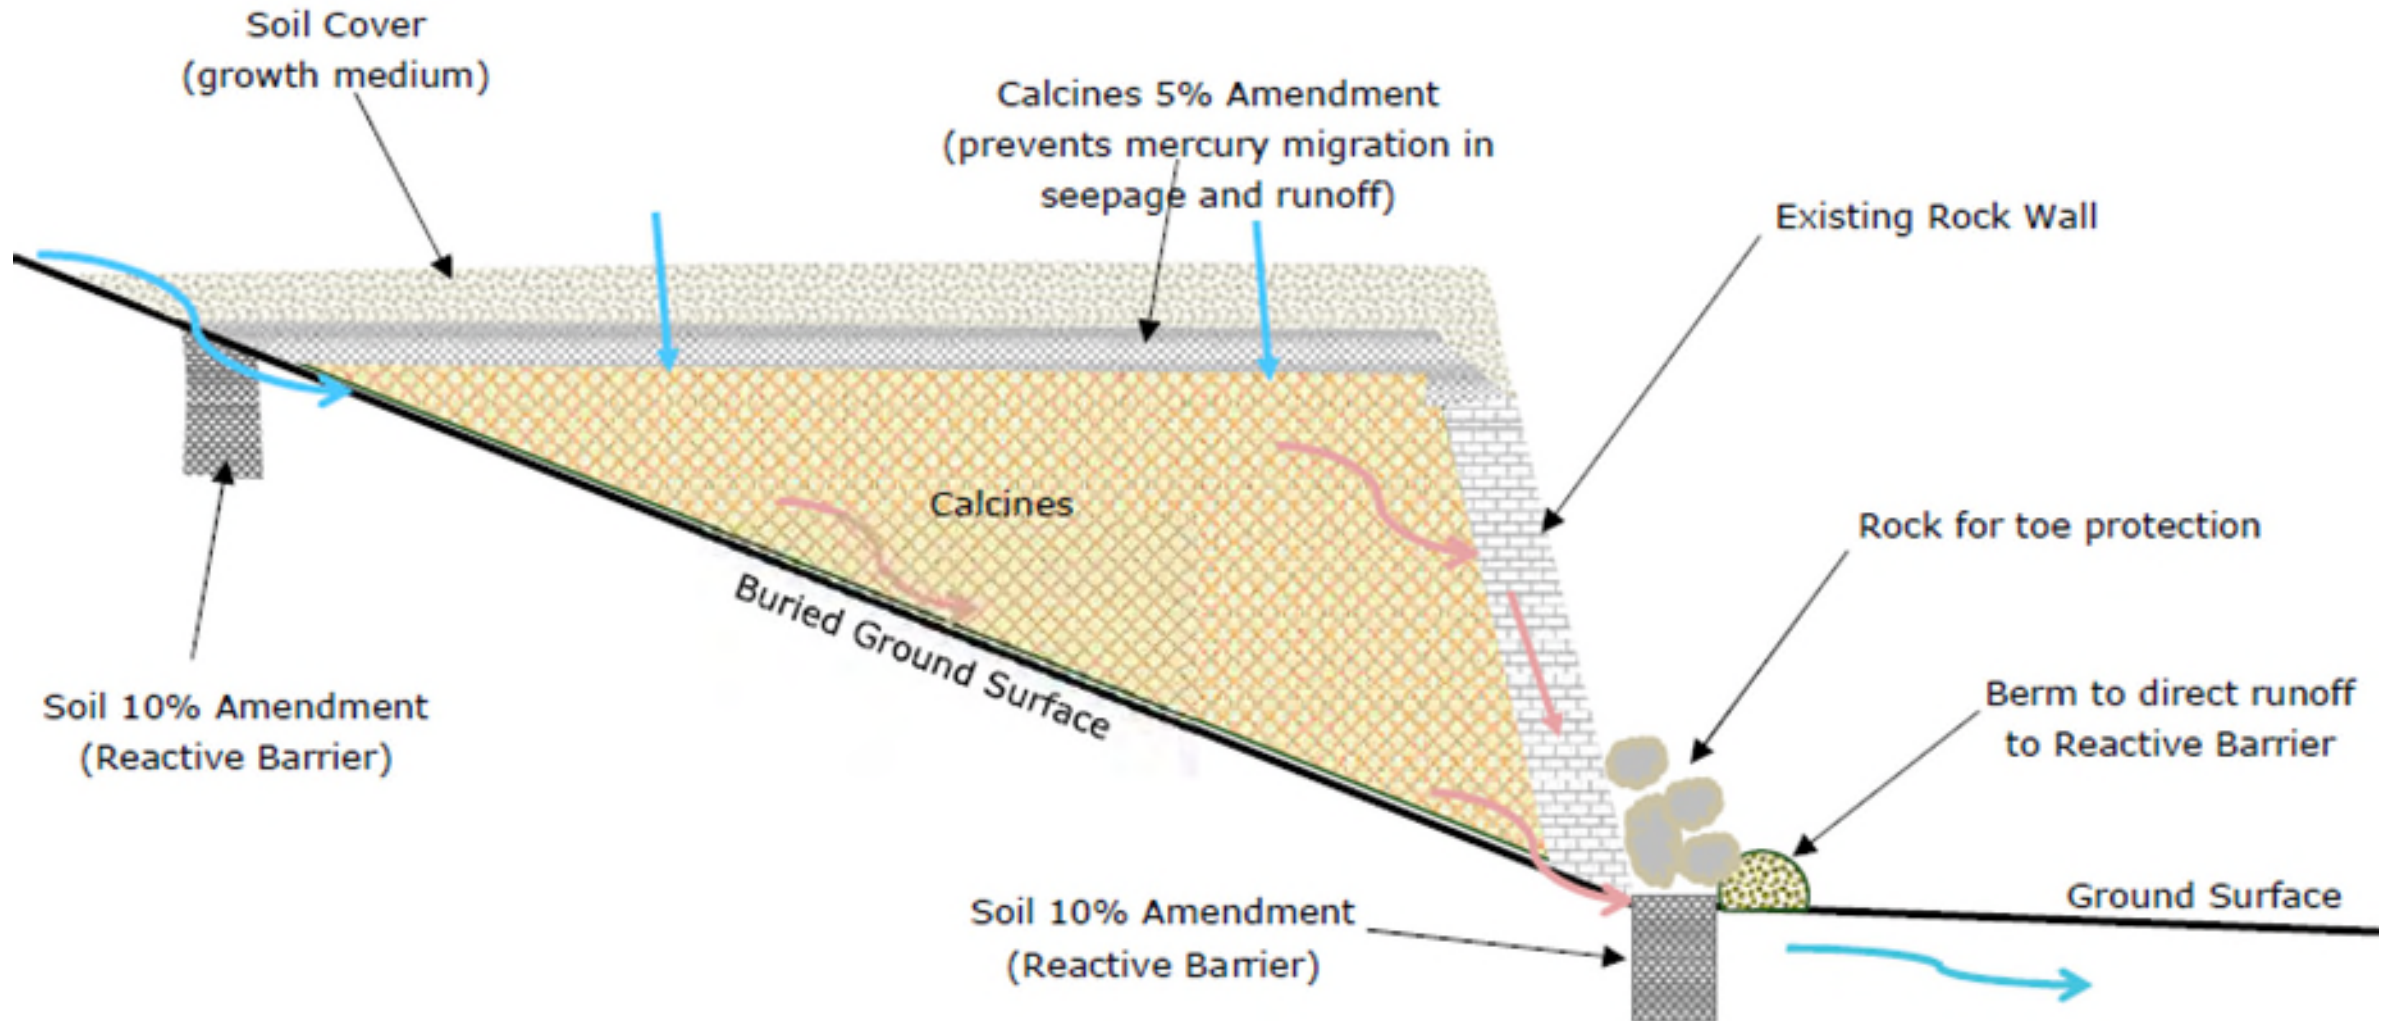 Soil Cover
(growth medium)
Calcines 5% Amendment
(prevents mercury migration in
seepage and runoff)
Existing Rock Wall
Calcines
Rock for toe protection
Buried Ground Surface
Soil 10% Amendment
(Reactive Barrier)
Berm to direct runoff
to Reactive Barrier
Ground Surface
Soil 10% Amendment
(Reactive Barrier)